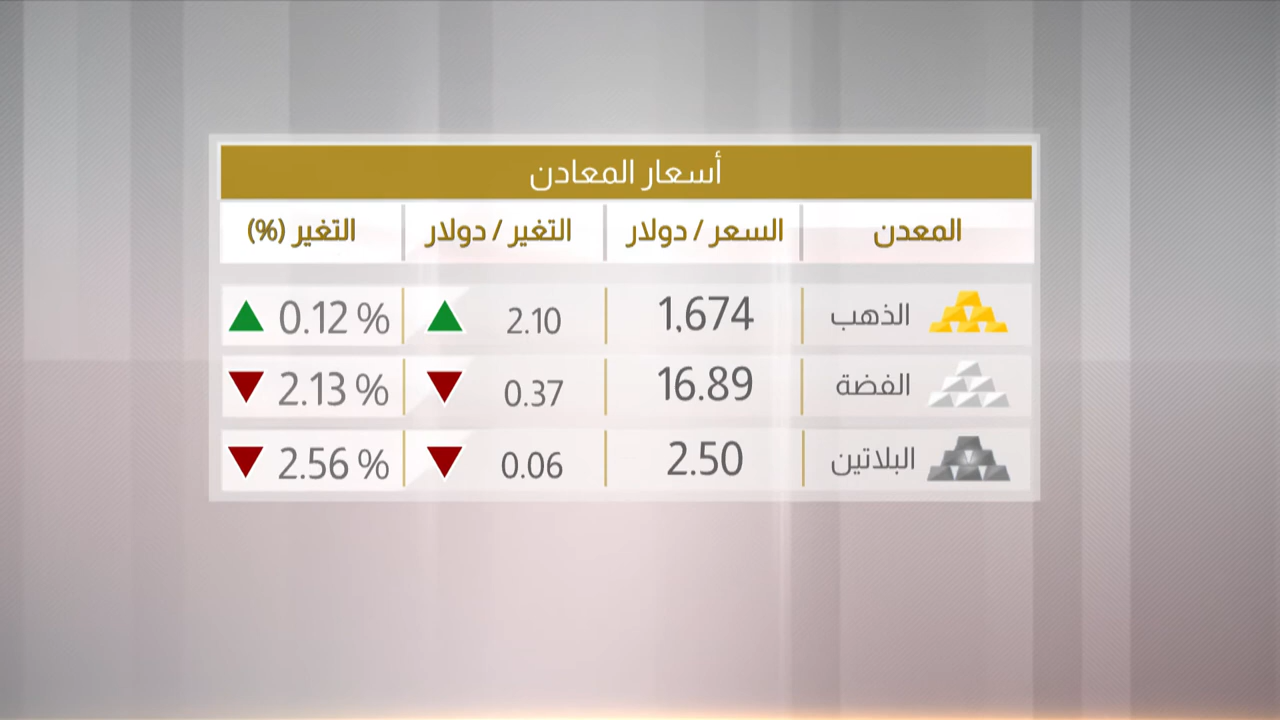 أسعار المعادن
المعدن السعر / دولار التغير / دولار التغير (%)
الذهب 1,674 2.10 0.12 %
الفضة 16.89 0.37 2.13 %
البلاتين 2.50 0.06 2.56 %